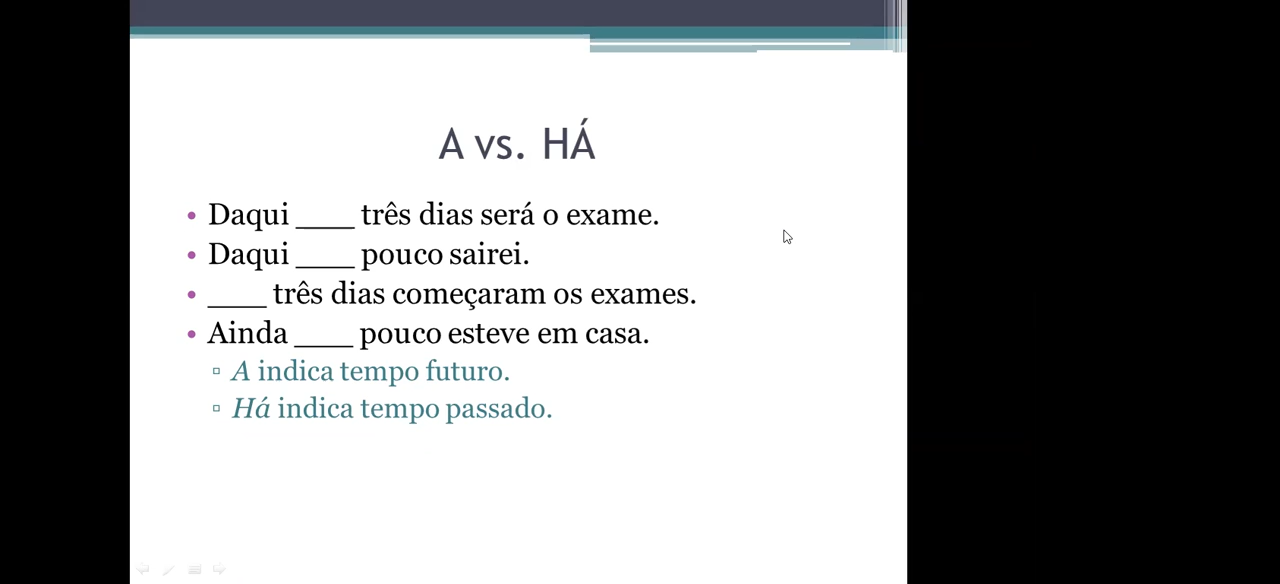 A vs. HÁ
• Daqui ____ três dias será o exame.
• Daqui ____ pouco sairei.
• ____ três dias começaram os exames.
• Ainda ____ pouco esteve em casa.
▫ A indica tempo futuro.
▫ Há indica tempo passado.